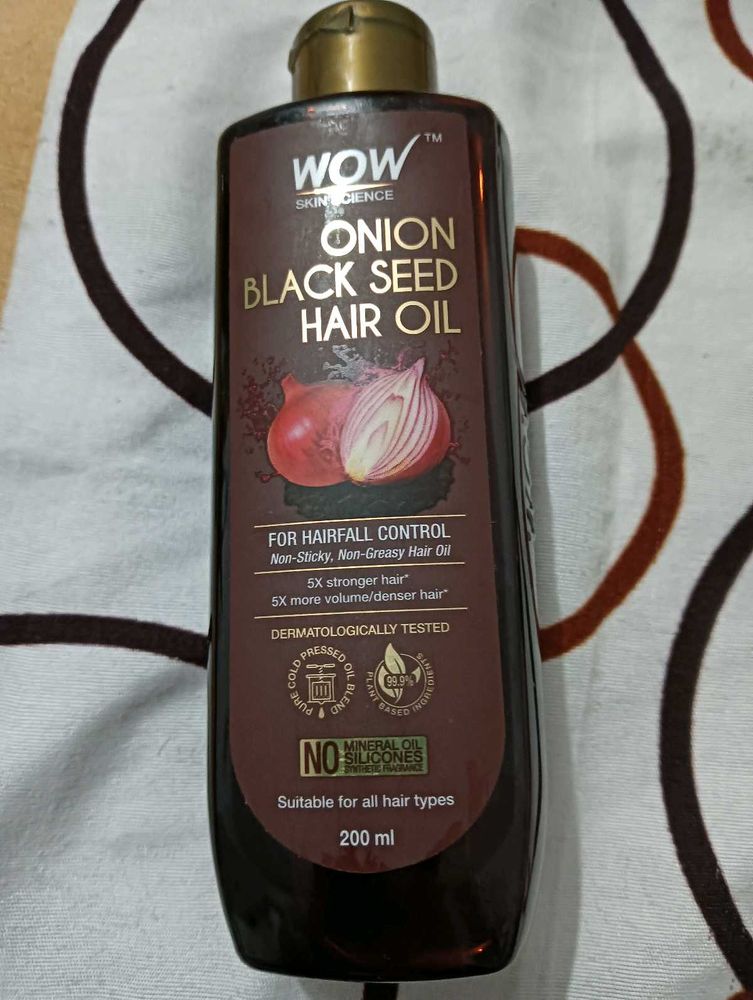 WOW™
SKIN SCIENCE
ONION
BLACK SEED
HAIR OIL
FOR HAIRFALL CONTROL
Non-Sticky, Non-Greasy Hair Oil
5X stronger hair*
5X more volume/denser hair*
DERMATOLOGICALLY TESTED
PURE COLD PRESSED OIL BLEND
99.9%
PLANT BASED INGREDIENTS
NO MINERAL OIL
SILICONES
SYNTHETIC FRAGRANCE
Suitable for all hair types
200 ml